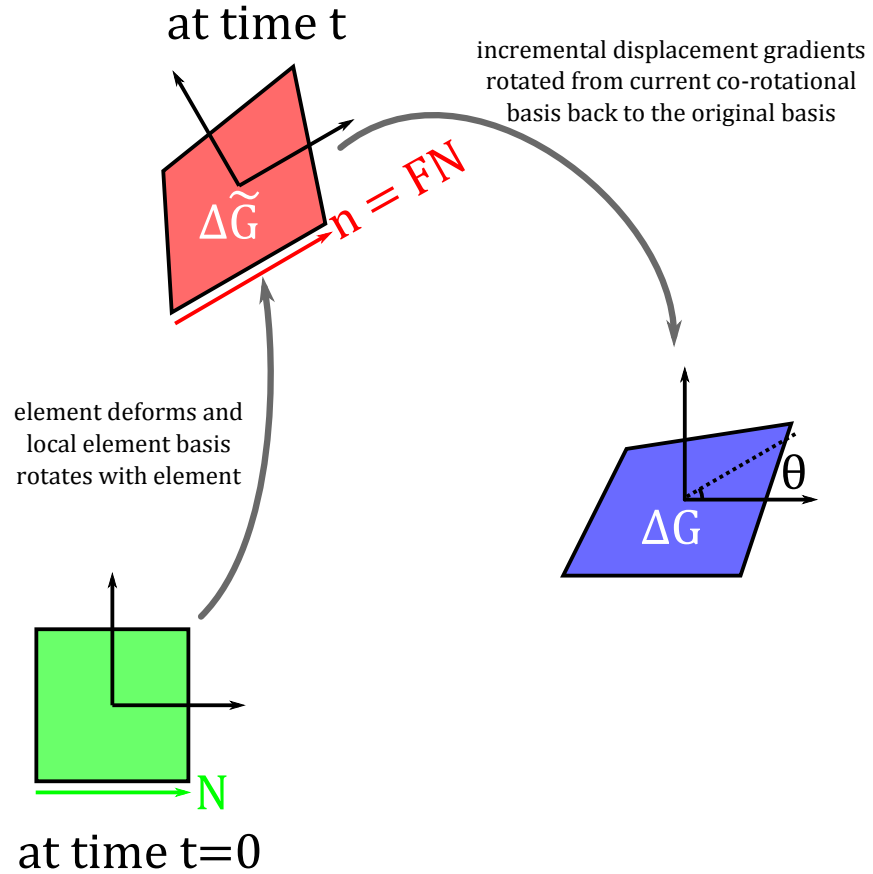 at time t
incremental displacement gradients
rotated from current co-rotational
basis back to the original basis
ΔG̃
n = FN
element deforms and
local element basis
rotates with element
θ
ΔG
N
at time t=0